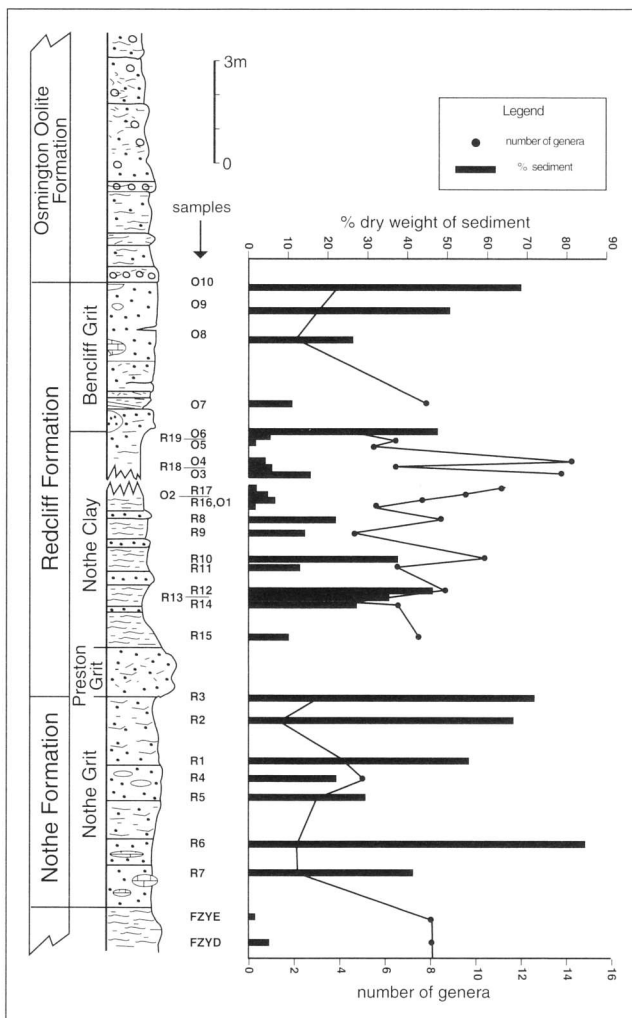 Osmington Oolite
Formation
Redcliff Formation
Nothe Formation
Bencliff Grit
Nothe Clay
Preston
Grit
Nothe Grit
3m
0
samples
Legend
number of genera
% sediment
% dry weight of sediment
0 10 20 30 40 50 60 70 80 90
O10
O9
O8
O7
O6
R19
O5
O4
R18
O3
R17
O2
R16,O1
R8
R9
R10
R11
R12
R13
R14
R15
R3
R2
R1
R4
R5
R6
R7
FZYE
FZYD
0 2 4 6 8 10 12 14 16
number of genera